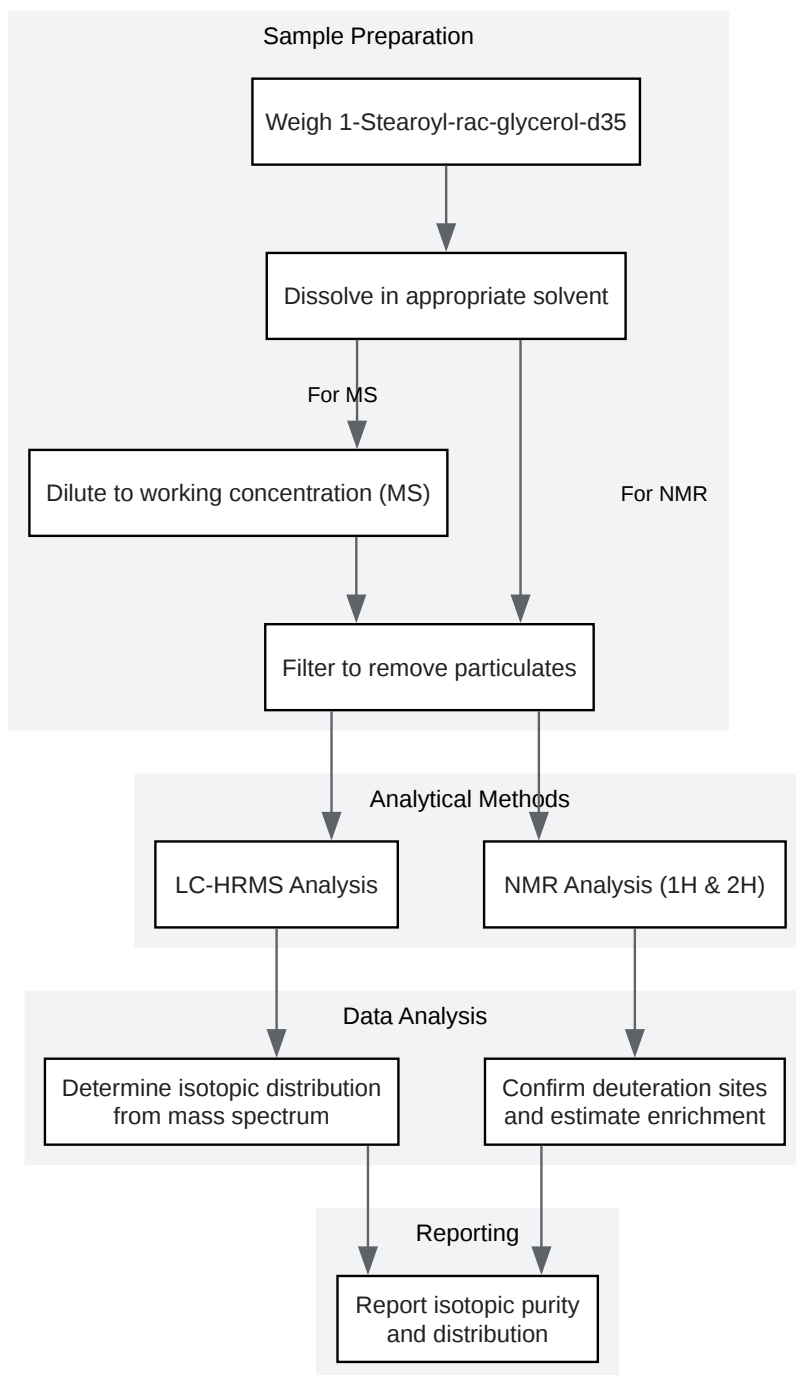 Sample Preparation
Weigh 1-Stearoyl-rac-glycerol-d35
Dissolve in appropriate solvent
For MS
Dilute to working concentration (MS)
For NMR
Filter to remove particulates
Analytical Methods
LC-HRMS Analysis
NMR Analysis (1H & 2H)
Data Analysis
Determine isotopic distribution
from mass spectrum
Confirm deuteration sites
and estimate enrichment
Reporting
Report isotopic purity
and distribution